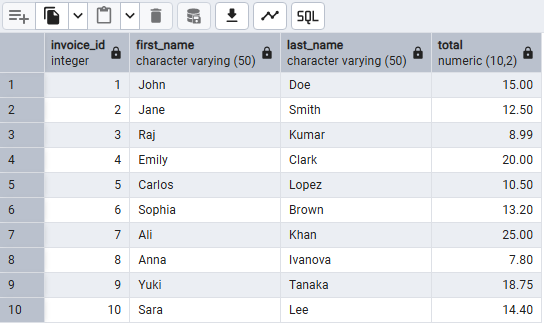 SQL
invoice_id first_name last_name total
integer character varying (50) character varying (50) numeric (10,2)
1 1 John Doe 15.00
2 2 Jane Smith 12.50
3 3 Raj Kumar 8.99
4 4 Emily Clark 20.00
5 5 Carlos Lopez 10.50
6 6 Sophia Brown 13.20
7 7 Ali Khan 25.00
8 8 Anna Ivanova 7.80
9 9 Yuki Tanaka 18.75
10 10 Sara Lee 14.40